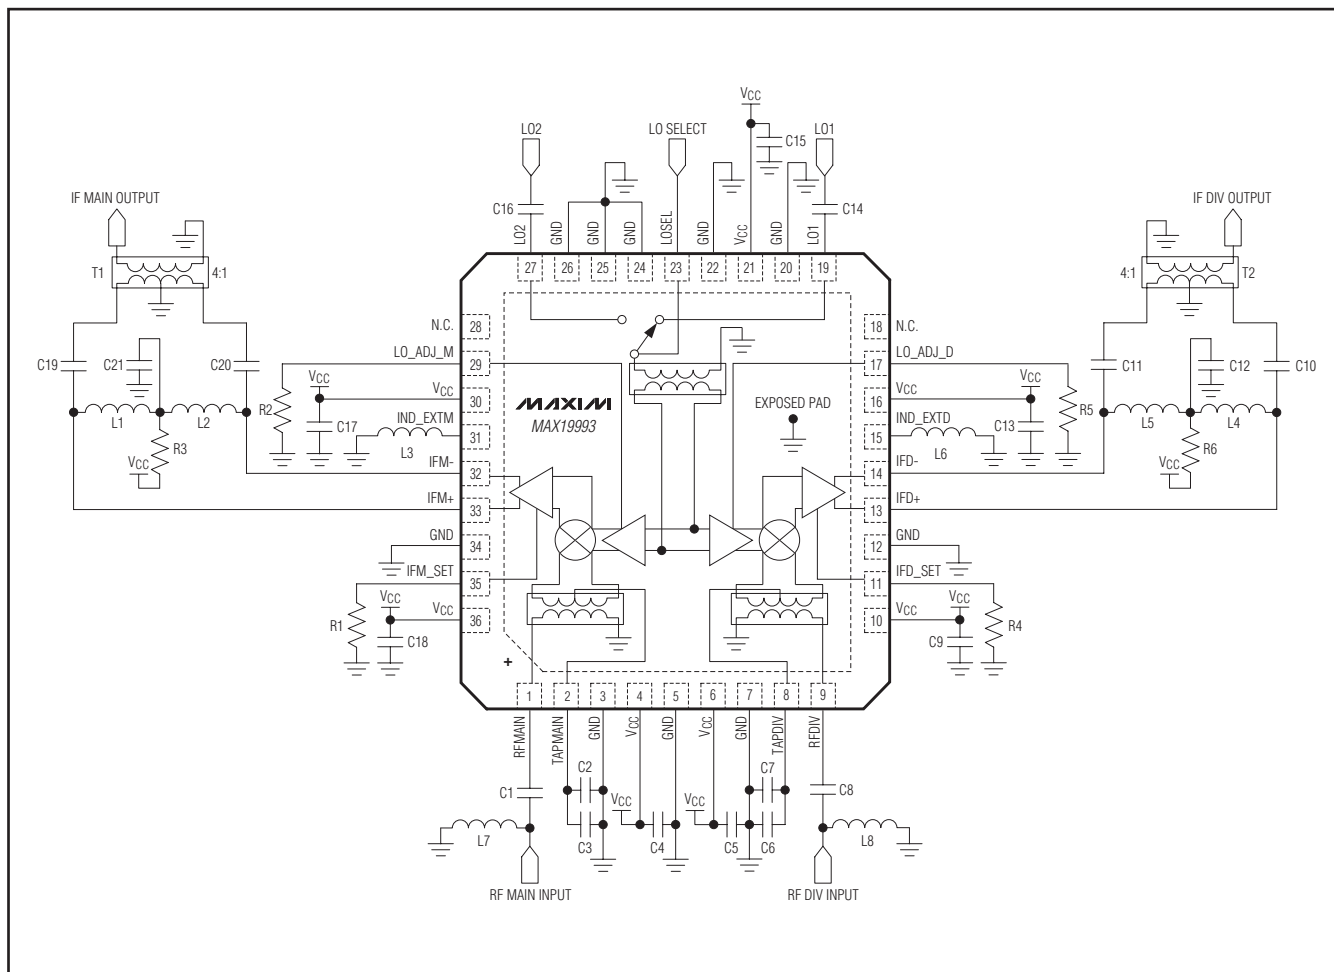 VCC
LO2
LO SELECT
C15
LO1
IF MAIN OUTPUT
IF DIV OUTPUT
C16
C14
LO2
GND
GND
GND
LOSEL
GND
VCC
GND
LO1
T1
4:1
4:1
T2
27
26
25
24
23
22
21
20
19
N.C.
28
18
N.C.
C19
C21
C20
LO_ADJ_M
29
17
LO_ADJ_D
C11
C12
C10
VCC
VCC
30
16
VCC
VCC
R2
C17
MAXIM
MAX19993
EXPOSED PAD
C13
R5
L1
L2
IND_EXTM
31
15
IND_EXTD
L5
L4
R3
L3
L6
R6
VCC
IFM-
32
14
IFD-
VCC
IFM+
33
13
IFD+
GND
34
12
GND
IFM_SET
35
11
IFD_SET
R1
VCC
VCC
36
10
VCC
VCC
R4
C18
C9
+
1
2
3
4
5
6
7
8
9
RFMAIN
TAPMAIN
GND
VCC
GND
VCC
GND
TAPDIV
RFDIV
C1
C2
C7
C8
VCC
VCC
L7
C3
C4
C5
C6
L8
RF MAIN INPUT
RF DIV INPUT